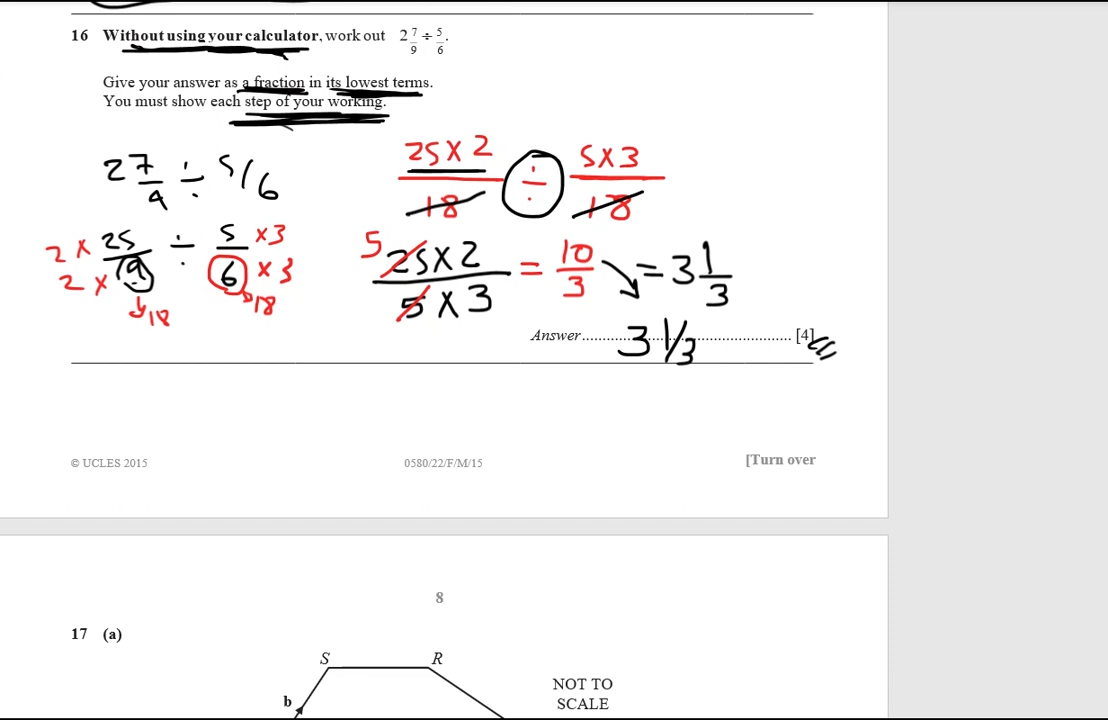 16 Without using your calculator, work out 2 7/9 ÷ 5/6.
Give your answer as a fraction in its lowest terms.
You must show each step of your working.
2 7/9 ÷ 5/6
2 × 25/9 × 2 ÷ 5/6 × 3 × 3
18 18
25 × 2/18 ÷ 5 × 3/18
5 25 × 2/5 × 3 = 10/3 = 3 1/3
Answer 3 1/3 [4]
© UCLES 2015 0580/22/F/M/15 [Turn over
8
17 (a)
S R
b
NOT TO
SCALE